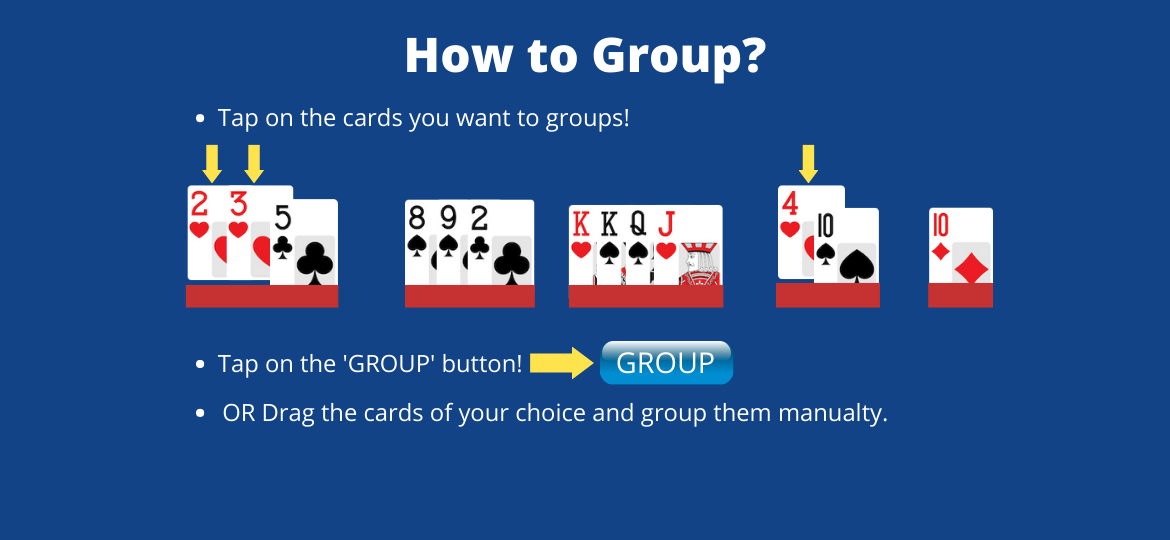 How to Group?
• Tap on the cards you want to groups!
2 3 5 8 9 2 K K Q J 4 10 10
• Tap on the 'GROUP' button! GROUP
• OR Drag the cards of your choice and group them manualty.